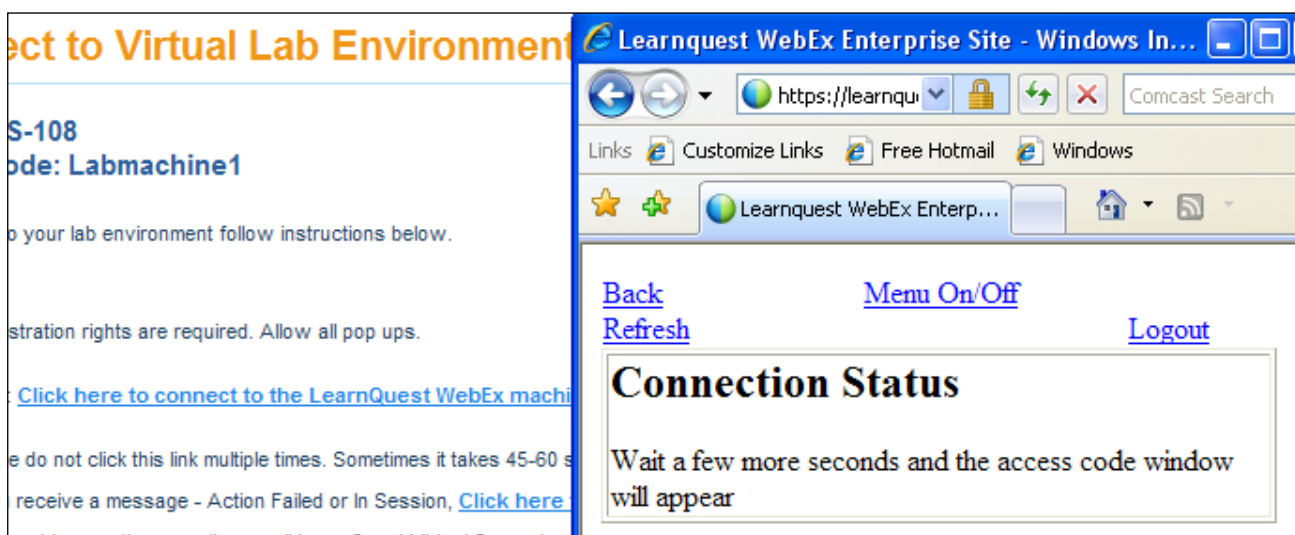 ect to Virtual Lab Environment
S-108
ode: Labmachine1
o your lab environment follow instructions below.
stration rights are required. Allow all pop ups.
: Click here to connect to the LearnQuest WebEx machi
e do not click this link multiple times. Sometimes it takes 45-60 s
receive a message - Action Failed or In Session, Click here
Learnquest WebEx Enterprise Site - Windows In...
https://learnqu
Comcast Search
Links Customize Links Free Hotmail Windows
Learnquest WebEx Enterp...
Back Menu On/Off
Refresh Logout
Connection Status
Wait a few more seconds and the access code window
will appear